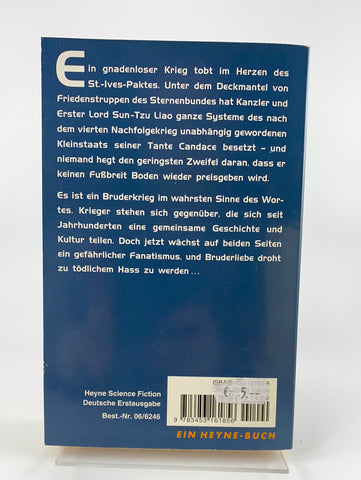 Ein gnadenloser Krieg tobt im Herzen des
St.-Ives-Paktes. Unter dem Deckmantel von
Friedenstruppen des Sternenbundes hat Kanzler und
Erster Lord Sun-Tzu Liao ganze Systeme des nach
dem vierten Nachfolgekrieg unabhängig gewordenen
Kleinstaats seiner Tante Candace besetzt – und
niemand hegt den geringsten Zweifel daran, dass er
keinen Fußbreit Boden wieder preisgeben wird.
Es ist ein Bruderkrieg im wahrsten Sinne des Wor-
tes. Krieger stehen sich gegenüber, die sich seit
Jahrhunderten eine gemeinsame Geschichte und
Kultur teilen. Doch jetzt wächst auf beiden Seiten
ein gefährlicher Fanatismus, und Bruderliebe droht
zu tödlichem Hass zu werden ...
Heyne Science Fiction
Deutsche Erstausgabe
Best.-Nr. 06/6246
ISBN
€ 5,--
9 783453 161856
EIN HEYNE-BUCH